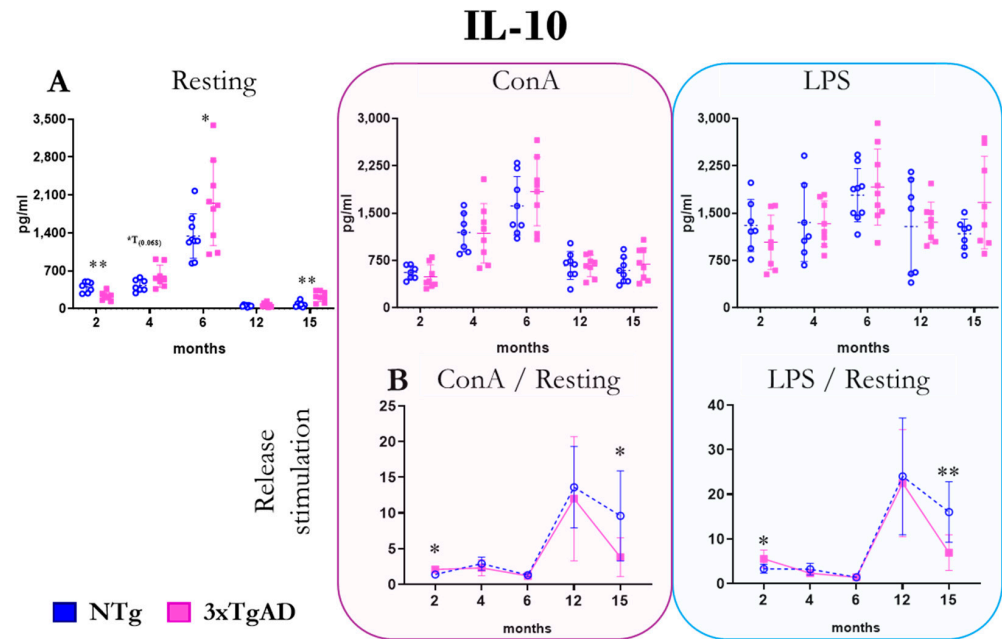 IL-10
A Resting
3,500
2,800
2,100
1,400
700
0
pg/ml
**
*T(0.063)
*
**
2 4 6 12 15
months
ConA
3,000
2,250
1,500
750
0
pg/ml
2 4 6 12 15
months
LPS
3,000
2,250
1,500
750
0
pg/ml
2 4 6 12 15
months
Release
stimulation
B ConA / Resting
25
20
15
10
5
0
*
*
2 4 6 12 15
months
LPS / Resting
40
30
20
10
0
*
**
2 4 6 12 15
months
NTg 3xTgAD